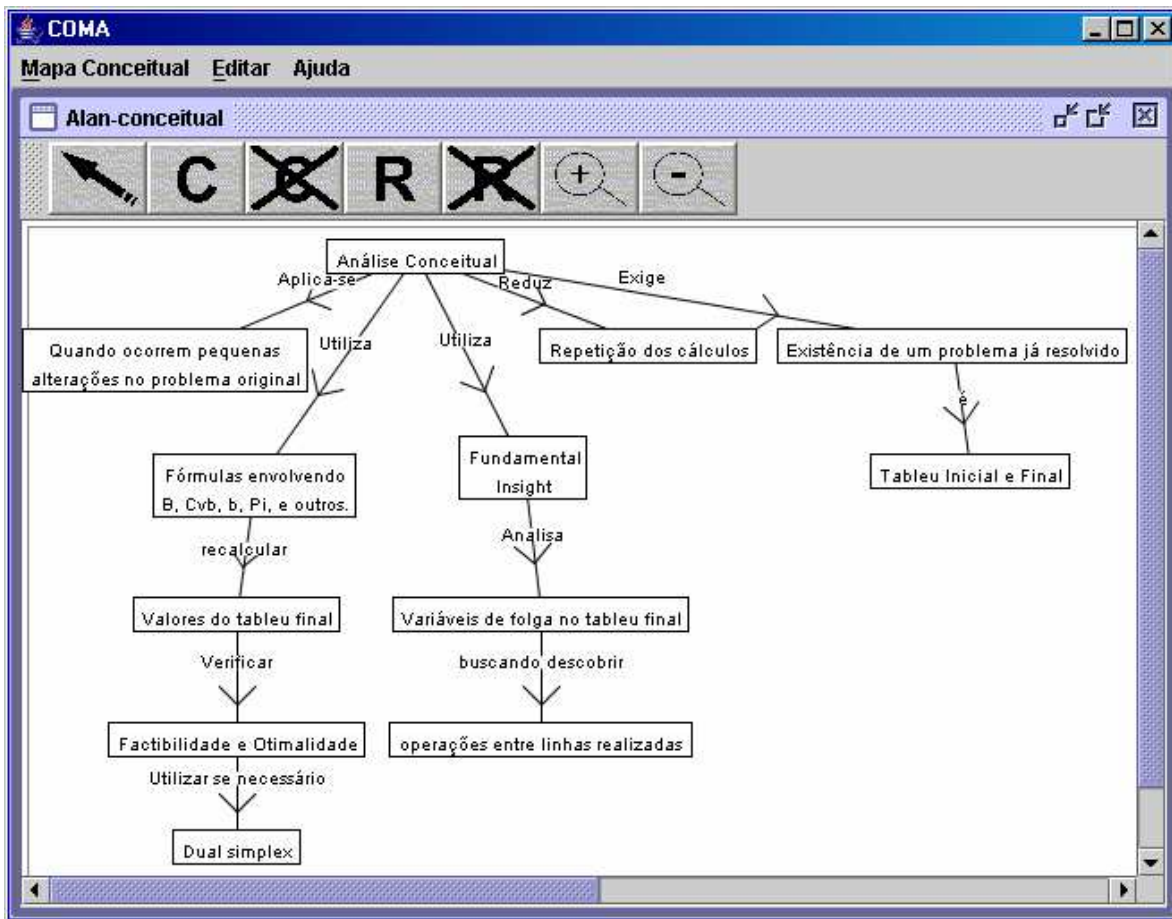 COMA
Mapa Conceitual Editar Ajuda
Alan-conceitual
C C R R + -
Análise Conceitual
Aplica-se
Reduz
Exige
Quando ocorrem pequenas
alterações no problema original
Utiliza
Utiliza
Repetição dos cálculos
Existência de um problema já resolvido
é
Fórmulas envolvendo
B, Cvb, b, Pi, e outros.
Fundamental
Insight
Tableu Inicial e Final
recalcular
Analisa
Valores do tableu final
Variáveis de folga no tableu final
Verificar
buscando descobrir
Factibilidade e Otimalidade
operações entre linhas realizadas
Utilizar se necessário
Dual simplex